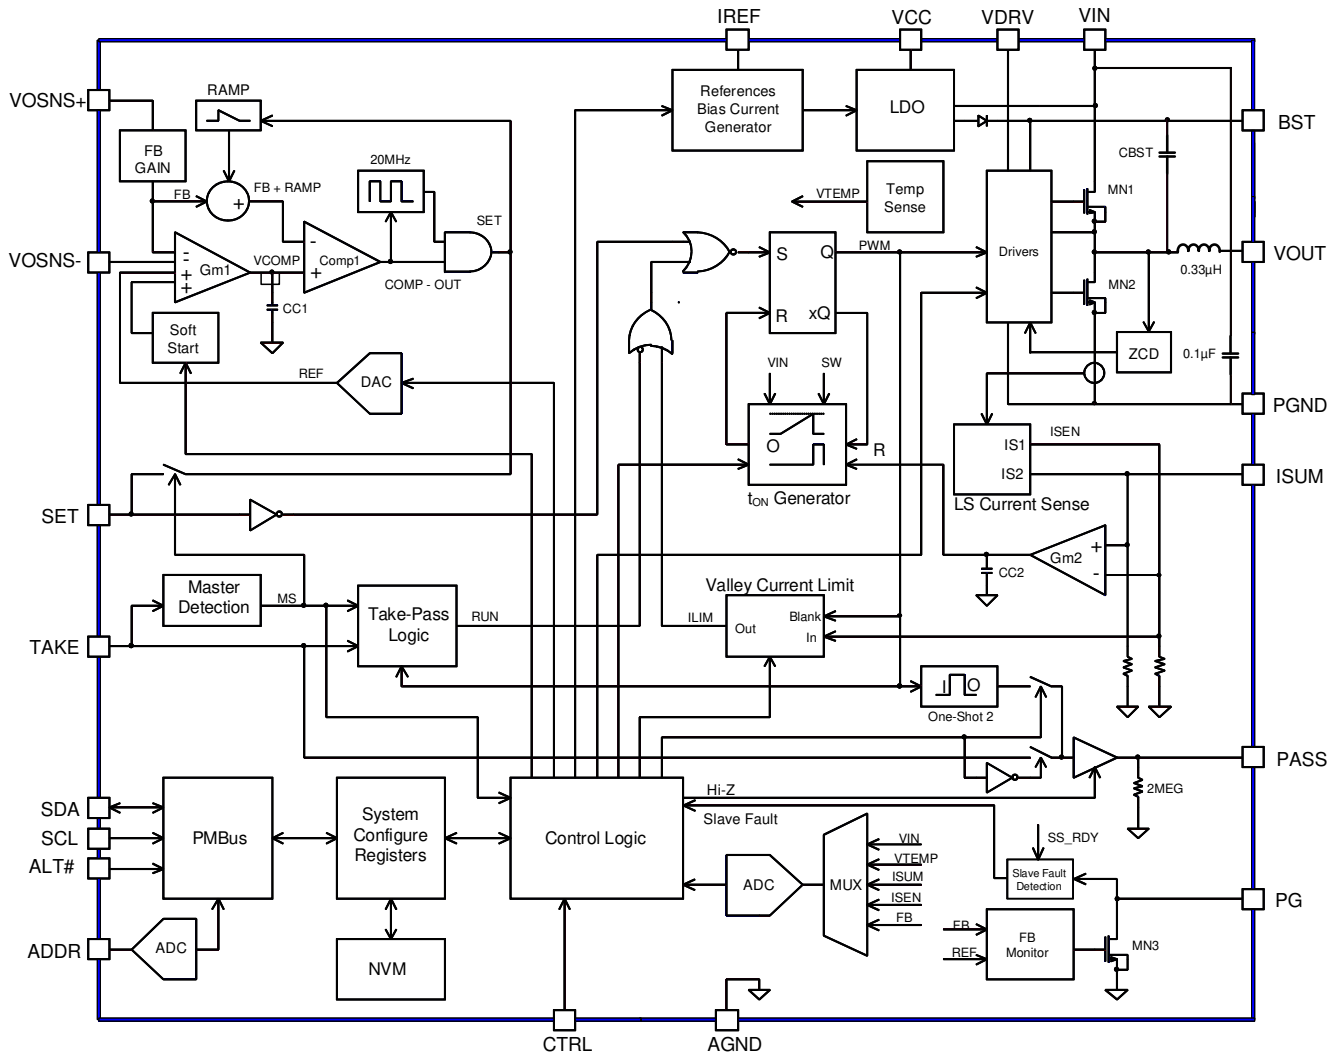 IREF
VCC
VDRV
VIN
VOSNS+
RAMP
References
Bias Current
Generator
LDO
BST
FB
GAIN
20MHz
CBST
VTEMP
Temp
Sense
MN1
FB
FB + RAMP
+
SET
VOSNS-
-
-
+
+
Gm1
VCOMP
-
+
Comp1
COMP - OUT
S
Q
PWM
Drivers
VOUT
0.33µH
CC1
MN2
R
xQ
Soft
Start
ZCD
0.1µF
REF
DAC
VIN
SW
PGND
O
R
IS1
ISEN
IS2
ISUM
tON Generator
LS Current Sense
SET
+
Gm2
-
CC2
Master
Detection
MS
Take-Pass
Logic
RUN
ILIM
Valley Current Limit
Blank
Out
In
TAKE
O
One-Shot 2
PASS
2MEG
Hi-Z
Slave Fault
SDA
SCL
ALT#
PMBus
System
Configure
Registers
Control Logic
ADC
MUX
VIN
VTEMP
ISUM
ISEN
FB
SS_RDY
Slave Fault
Detection
PG
FB
REF
FB
Monitor
MN3
ADDR
ADC
NVM
CTRL
AGND